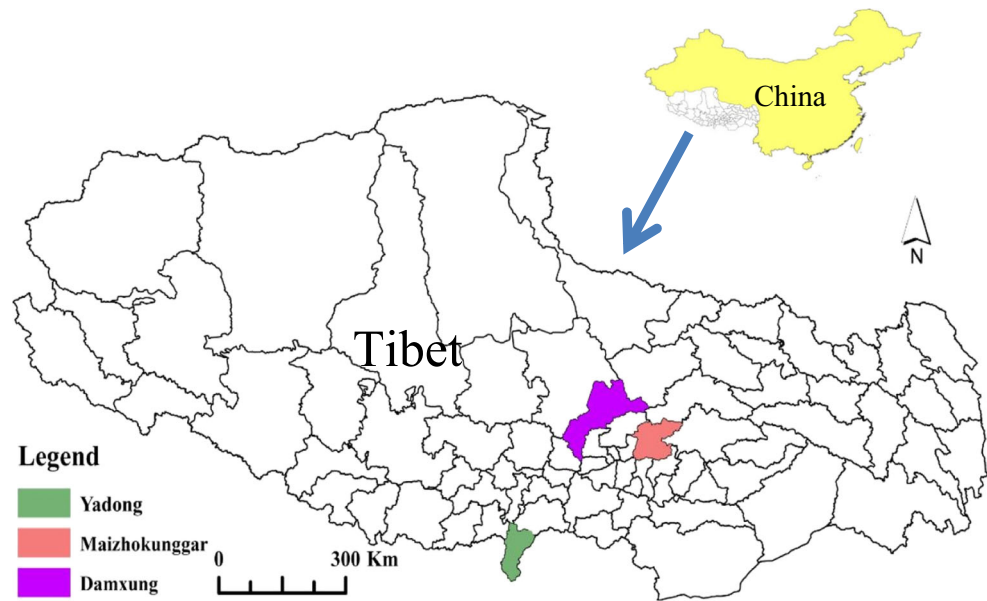 China
N
Tibet
Legend
Yadong
Maizhokunggar
Damxung
0 300 Km